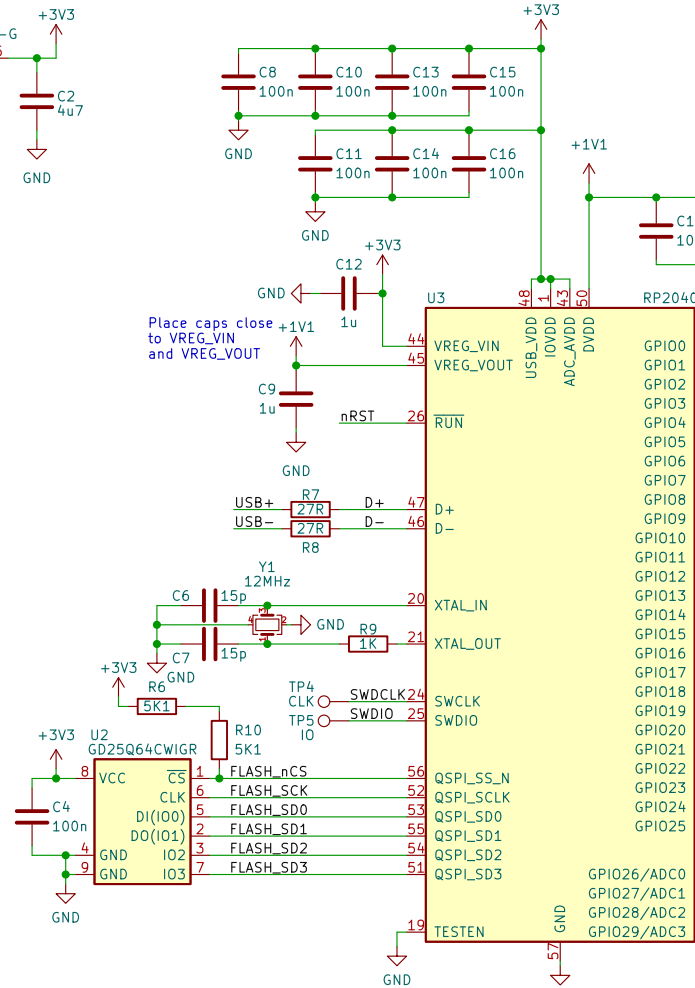 +3V3
-G
C2
4u7
GND
+3V3
C8
100n
C10
100n
C13
100n
C15
100n
GND
C11
100n
C14
100n
C16
100n
GND
+1V1
C1
10
+3V3
C12
GND
1u
Place caps close
to VREG_VIN
and VREG_VOUT
+1V1
C9
1u
GND
U3
RP2040
48
1
43
50
USB_VDD
IOVDD
ADC_AVDD
DVDD
44
VREG_VIN
45
VREG_VOUT
nRST
26
RUN
USB+
R7
27R
D+
47
D+
USB-
27R
R8
D-
46
D-
Y1
12MHz
C6
15p
20
XTAL_IN
3
4
2
1
GND
C7
15p
GND
R9
1K
21
XTAL_OUT
+3V3
R6
5K1
R10
5K1
TP4
CLK
SWDCLK
24
SWCLK
TP5
IO
SWDIO
25
SWDIO
+3V3
U2
GD25Q64CWIGR
C4
100n
GND
8
VCC
4
GND
9
GND
CS
1
FLASH_nCS
56
QSPI_SS_N
CLK
6
FLASH_SCK
52
QSPI_SCLK
DI(IO0)
5
FLASH_SD0
53
QSPI_SD0
DO(IO1)
2
FLASH_SD1
55
QSPI_SD1
IO2
3
FLASH_SD2
54
QSPI_SD2
IO3
7
FLASH_SD3
51
QSPI_SD3
19
TESTEN
GND
GND
57
GPIO0
GPIO1
GPIO2
GPIO3
GPIO4
GPIO5
GPIO6
GPIO7
GPIO8
GPIO9
GPIO10
GPIO11
GPIO12
GPIO13
GPIO14
GPIO15
GPIO16
GPIO17
GPIO18
GPIO19
GPIO20
GPIO21
GPIO22
GPIO23
GPIO24
GPIO25
GPIO26/ADC0
GPIO27/ADC1
GPIO28/ADC2
GPIO29/ADC3